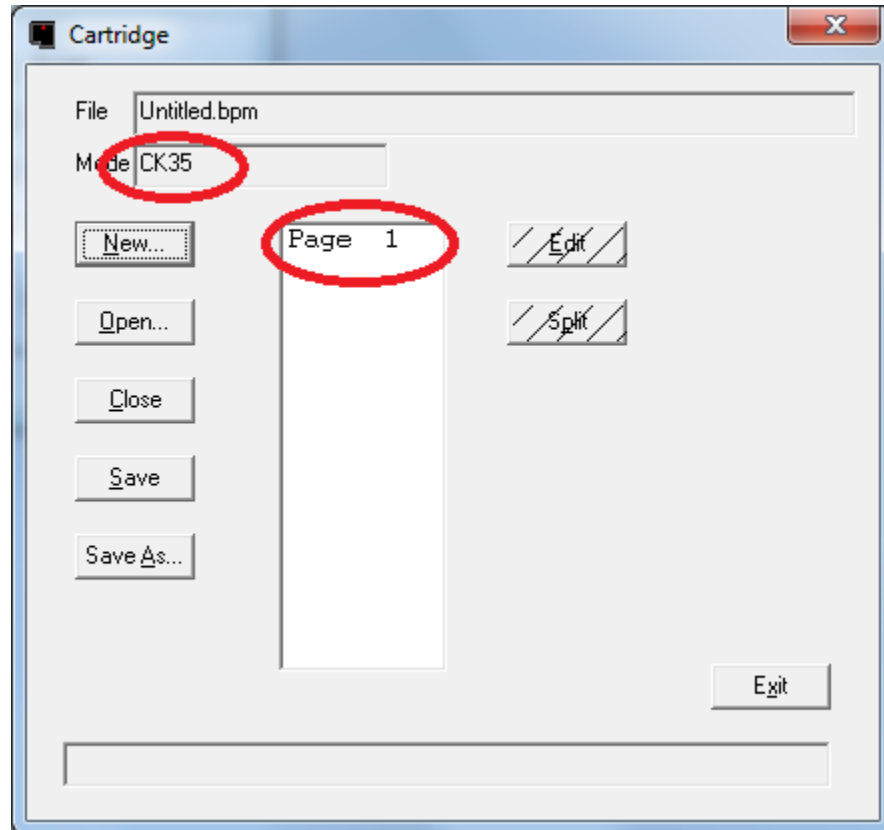 Cartridge
File Untitled.bpm
Mode CK35
New...
Page 1
Edit
Open...
Split
Close
Save
Save As...
Exit